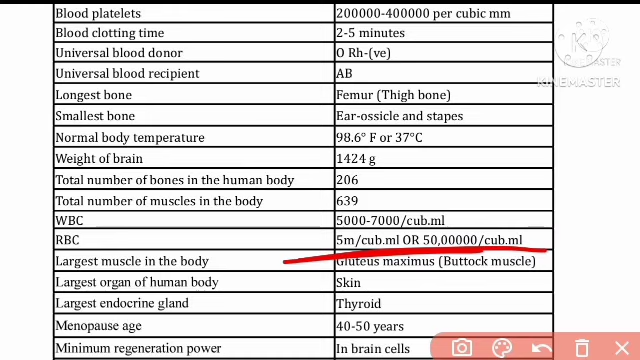 Blood platelets 200000-400000 per cubic mm
Blood clotting time 2-5 minutes
Universal blood donor O Rh-(ve)
Universal blood recipient AB
Longest bone Femur (Thigh bone)
Smallest bone Ear-ossicle and stapes
Normal body temperature 98.6° F or 37°C
Weight of brain 1424 g
Total number of bones in the human body 206
Total number of muscles in the body 639
WBC 5000-7000/cub.ml
RBC 5m/cub.ml OR 50,00000/cub.ml
Largest muscle in the body Gluteus maximus (Buttock muscle)
Largest organ of human body Skin
Largest endocrine gland Thyroid
Menopause age 40-50 years
Minimum regeneration power In brain cells
KINEMASTER
KINEMASTER